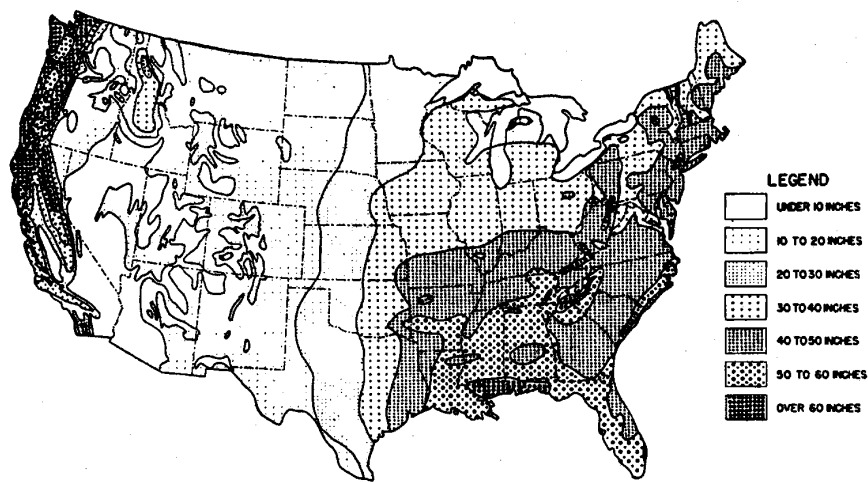 LEGEND
UNDER 10 INCHES
10 TO 20 INCHES
20 TO 30 INCHES
30 TO 40 INCHES
40 TO 50 INCHES
50 TO 60 INCHES
OVER 60 INCHES